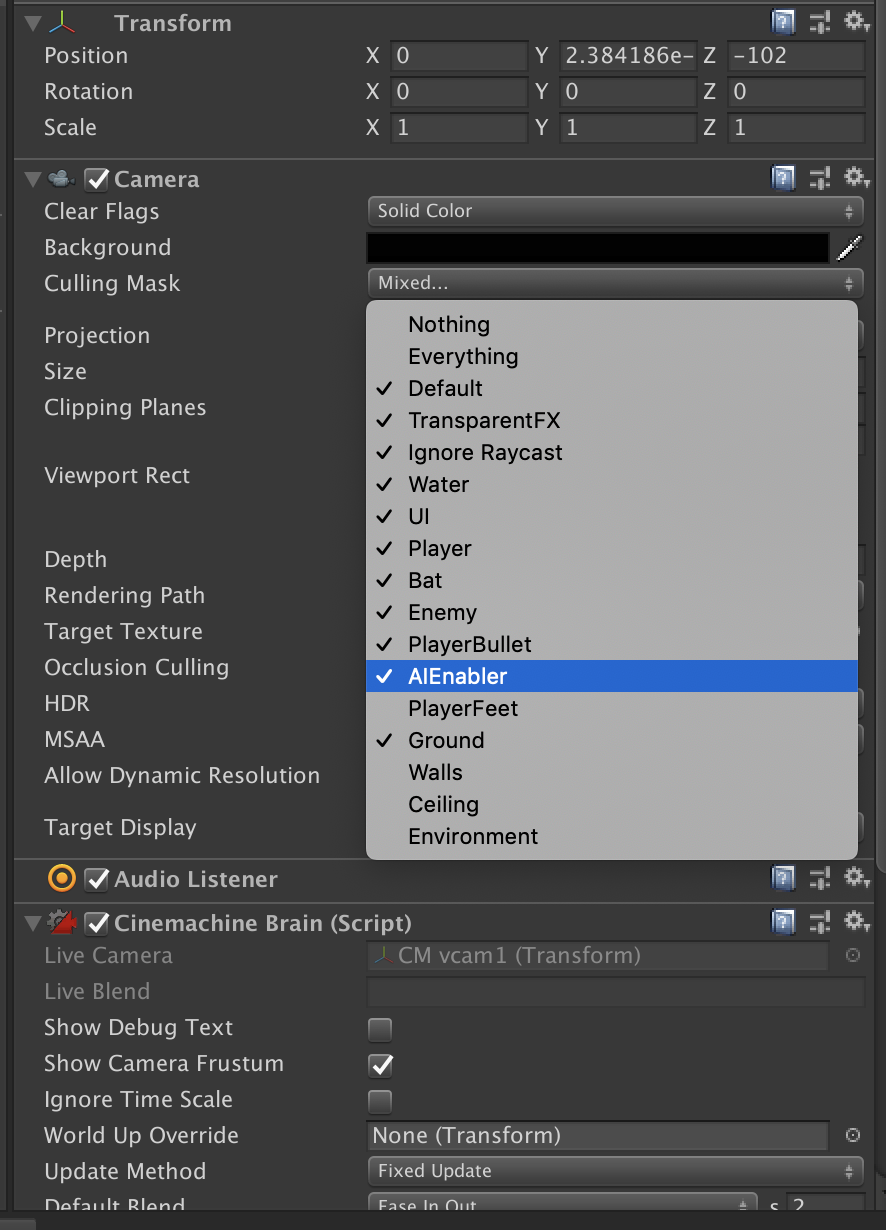 Transform
Position X 0 Y 2.384186e- Z -102
Rotation X 0 Y 0 Z 0
Scale X 1 Y 1 Z 1
Camera
Clear Flags Solid Color
Background
Culling Mask Mixed...
Nothing
Everything
Projection
Size
Default
Clipping Planes
TransparentFX
Ignore Raycast
Viewport Rect
Water
UI
Player
Depth
Bat
Rendering Path
Enemy
Target Texture
PlayerBullet
Occlusion Culling
AIEnabler
HDR
PlayerFeet
MSAA
Ground
Allow Dynamic Resolution
Walls
Ceiling
Target Display
Environment
Audio Listener
Cinemachine Brain (Script)
Live Camera CM vcam1 (Transform)
Live Blend
Show Debug Text
Show Camera Frustum
Ignore Time Scale
World Up Override None (Transform)
Update Method Fixed Update
Default Blend Ease In Out s 2